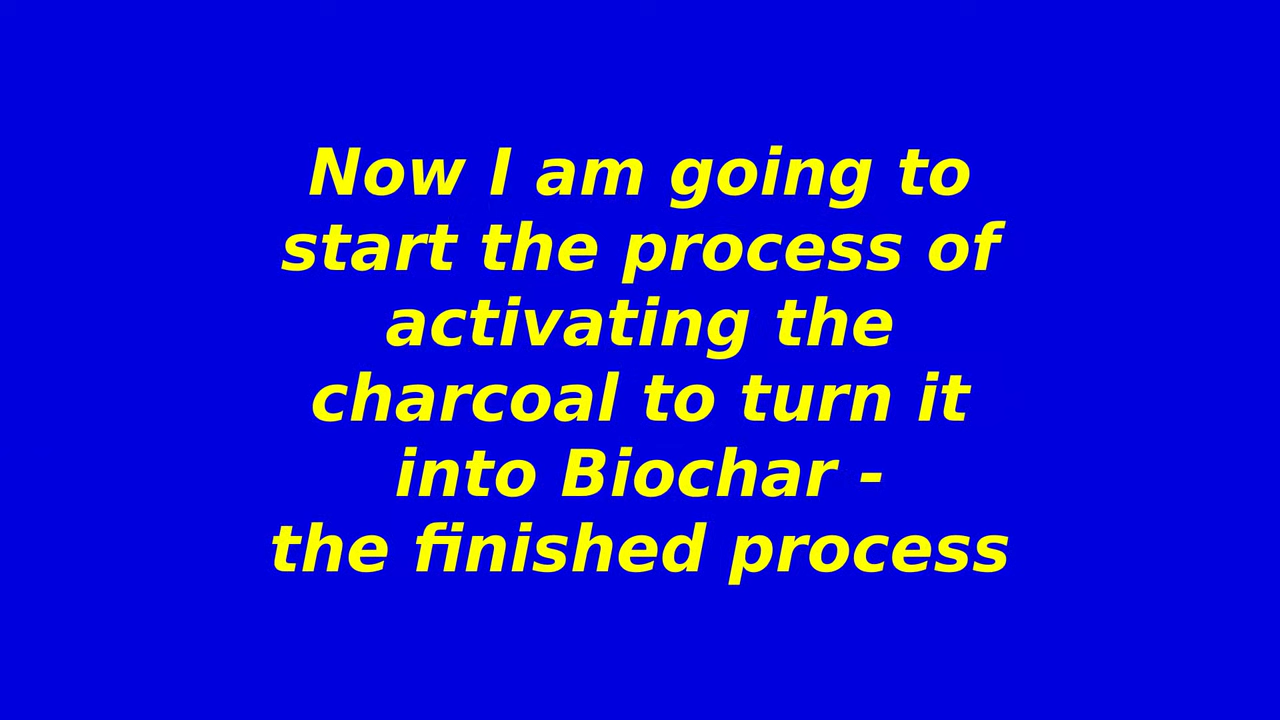 Now I am going to
start the process of
activating the
charcoal to turn it
into Biochar -
the finished process